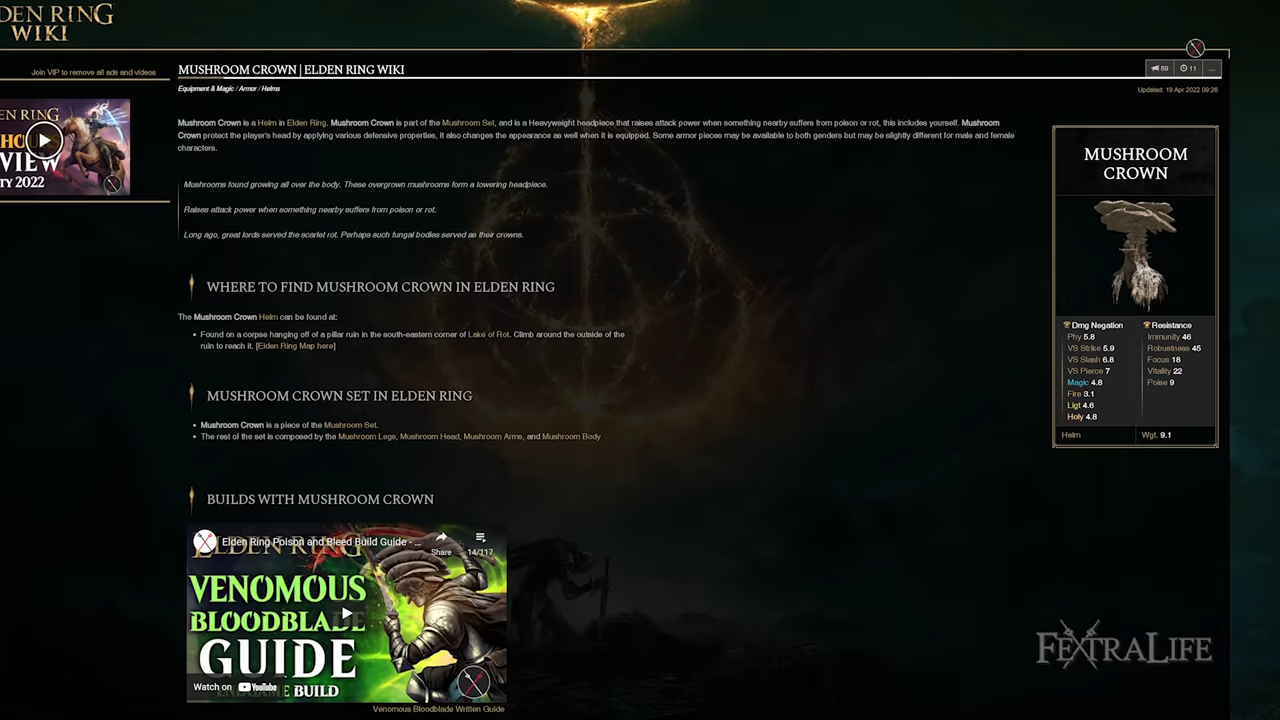 DEN RING
WIKI
Join VIP to remove all ads and videos
EN RING
HO
VIEW
TY 2022
MUSHROOM CROWN | ELDEN RING WIKI
59
11
...
Equipment & Magic / Armor / Helms
Updated: 19 Apr 2022 09:26
Mushroom Crown is a Helm in Elden Ring. Mushroom Crown is part of the Mushroom Set, and is a Heavyweight headpiece that raises attack power when something nearby suffers from poison or rot, this includes yourself. Mushroom
Crown protect the player's head by applying various defensive properties, it also changes the appearance as well when it is equipped. Some armor pieces may be available to both genders but may be slightly different for male and female
characters.
Mushrooms found growing all over the body. These overgrown mushrooms form a towering headpiece.
Raises attack power when something nearby suffers from poison or rot.
Long ago, great lords served the scarlet rot. Perhaps such fungal bodies served as their crowns.
WHERE TO FIND MUSHROOM CROWN IN ELDEN RING
The Mushroom Crown Helm can be found at:
• Found on a corpse hanging off of a pillar ruin in the south-eastern corner of Lake of Rot. Climb around the outside of the
ruin to reach it. [Elden Ring Map here]
MUSHROOM CROWN SET IN ELDEN RING
• Mushroom Crown is a piece of the Mushroom Set.
• The rest of the set is composed by the Mushroom Legs, Mushroom Head, Mushroom Arms, and Mushroom Body
BUILDS WITH MUSHROOM CROWN
Elden Ring Poison and Bleed Build Guide - ...
Share
14/117
ELDEN RING
VENOMOUS
BLOODBLADE
GUIDE
ENDGAME BUILD
Watch on YouTube
Venomous Bloodblade Written Guide
MUSHROOM
CROWN
Dmg Negation
Phy 5.8
VS Strike 5.9
VS Slash 6.8
VS Pierce 7
Magic 4.8
Fire 3.1
Ligt 4.6
Holy 4.8
Resistance
Immunity 46
Robustness 45
Focus 18
Vitality 22
Poise 9
Helm
Wgt. 9.1
FEXTRALIFE